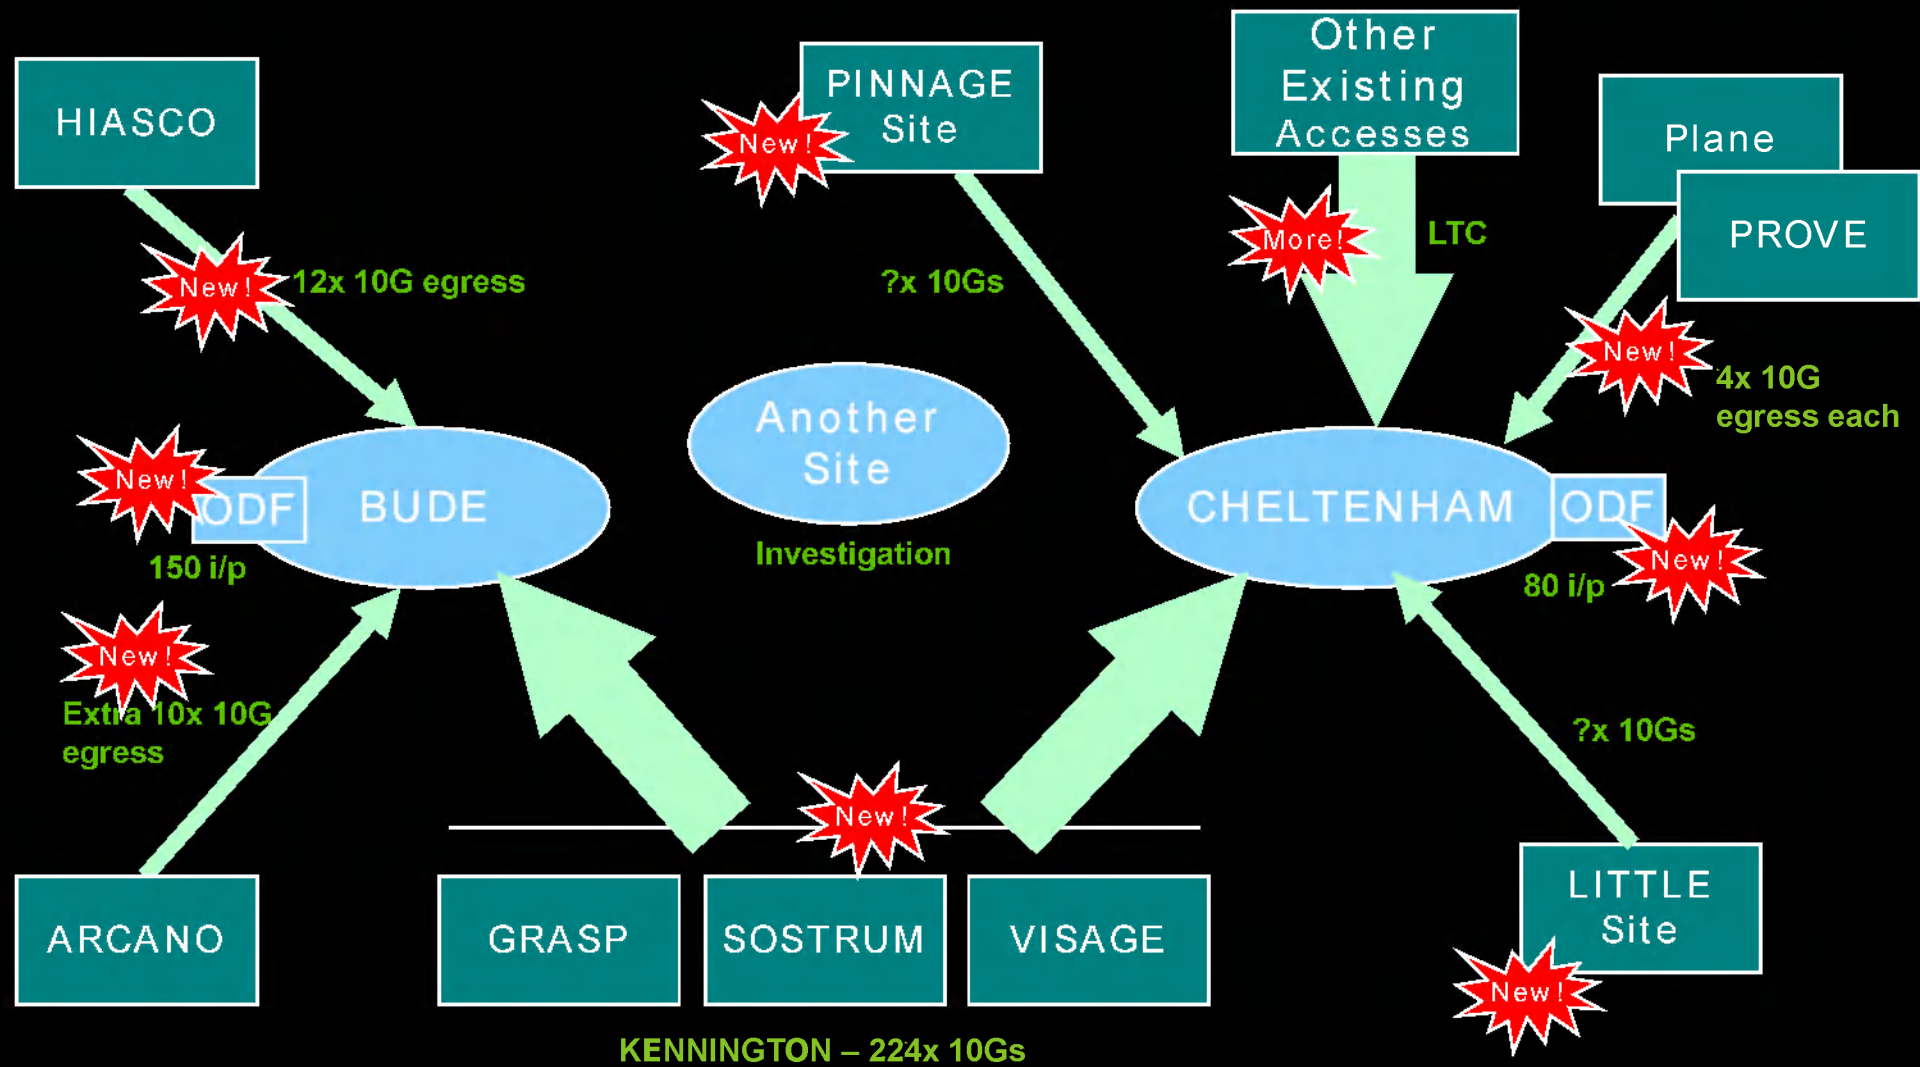 HIASCO
New!
12x 10G egress
PINNAGE
Site
New!
?x 10Gs
Other
Existing
Accesses
More!
LTC
Plane
PROVE
New!
4x 10G
egress each
New!
ODF
BUDE
150 i/p
Another
Site
Investigation
CHELTENHAM
ODF
New!
80 i/p
New!
Extra 10x 10G
egress
?x 10Gs
New!
ARCANO
GRASP
SOSTRUM
VISAGE
LITTLE
Site
New!
KENNINGTON – 224x 10Gs